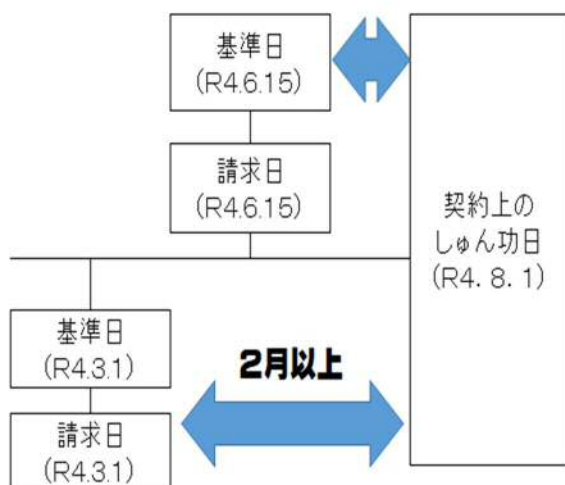 基準日
(R4.6.15)
請求日
(R4.6.15)
契約上の
しゅん功日
(R4. 8. 1)
基準日
(R4.3.1)
2月以上
請求日
(R4.3.1)